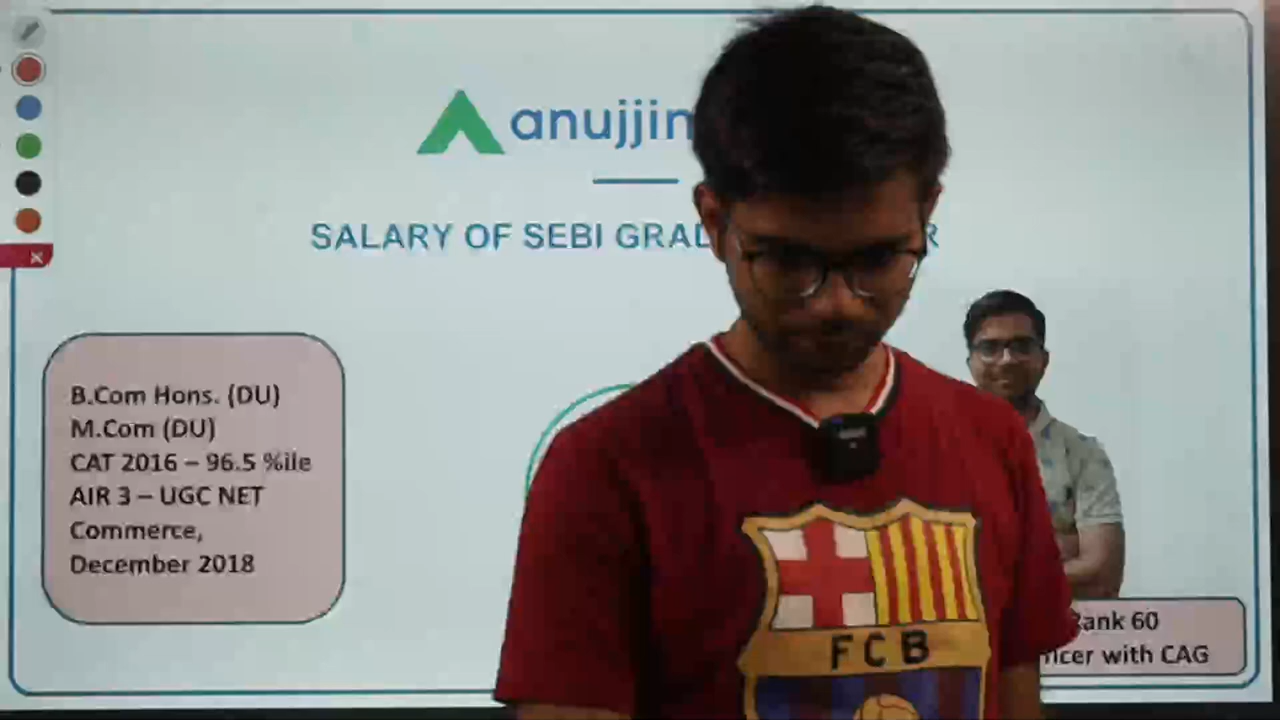 anujjin
SALARY OF SEBI GRAD
B.Com Hons. (DU)
M.Com (DU)
CAT 2016 – 96.5 %ile
AIR 3 – UGC NET
Commerce,
December 2018
Rank 60
with CAG
FCB